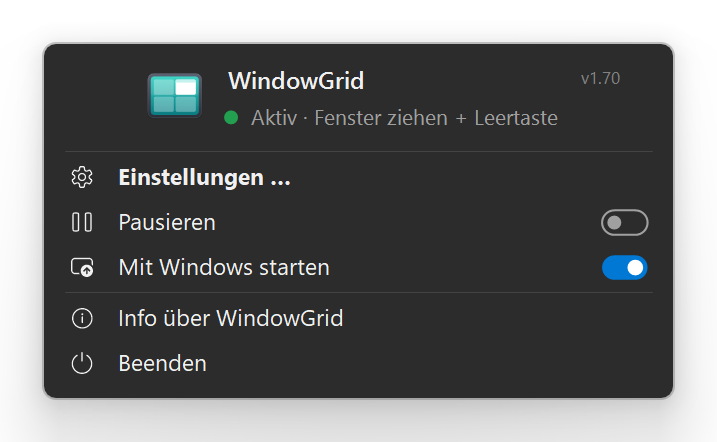 WindowGrid
v1.70
Aktiv · Fenster ziehen + Leertaste
Einstellungen ...
Pausieren
Mit Windows starten
Info über WindowGrid
Beenden